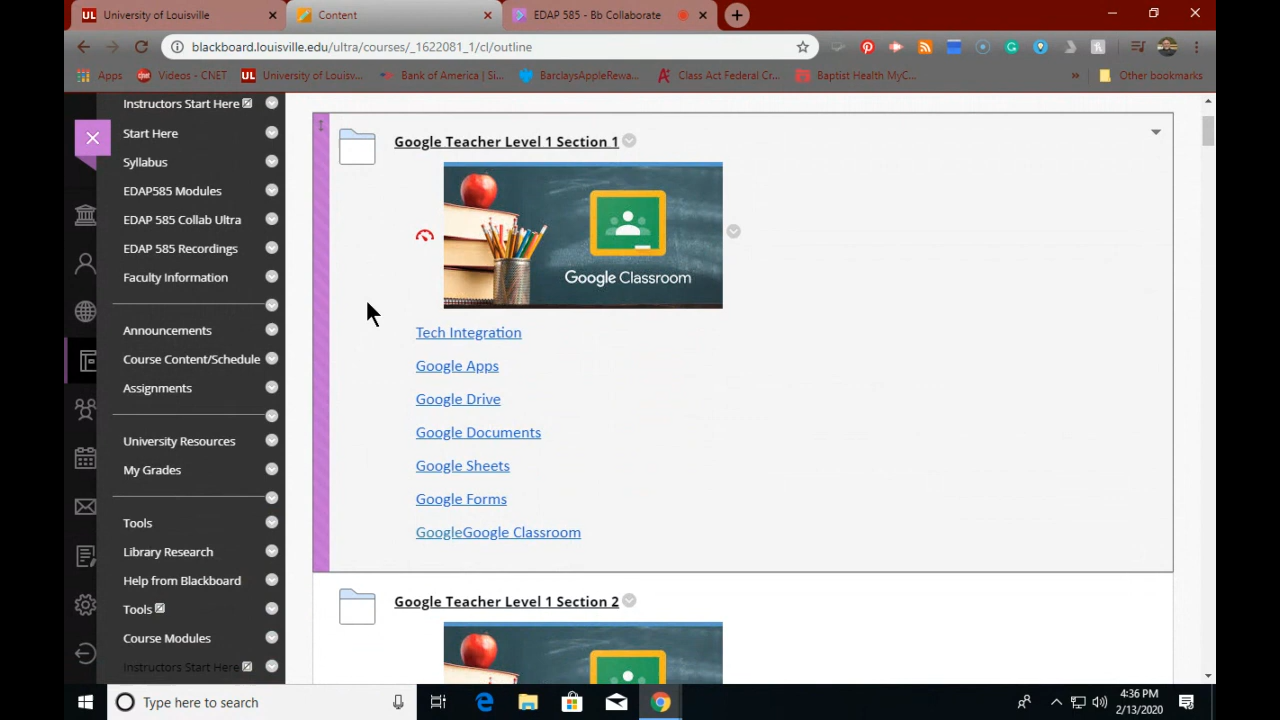 University of Louisville
Content
EDAP 585 - Bb Collaborate
blackboard.louisville.edu/ultra/courses/_1622081_1/cl/outline
Apps
Videos - CNET
University of Louisv...
Bank of America | Si...
BarclaysAppleRewa...
Class Act Federal Cr...
Baptist Health MyC...
»
Other bookmarks
Instructors Start Here
Start Here
Syllabus
EDAP585 Modules
EDAP 585 Collab Ultra
EDAP 585 Recordings
Faculty Information
Announcements
Course Content/Schedule
Assignments
University Resources
My Grades
Tools
Library Research
Help from Blackboard
Tools
Course Modules
Instructors Start Here
Google Teacher Level 1 Section 1
Google Classroom
Tech Integration
Google Apps
Google Drive
Google Documents
Google Sheets
Google Forms
GoogleGoogle Classroom
Google Teacher Level 1 Section 2
Type here to search
4:36 PM
2/13/2020